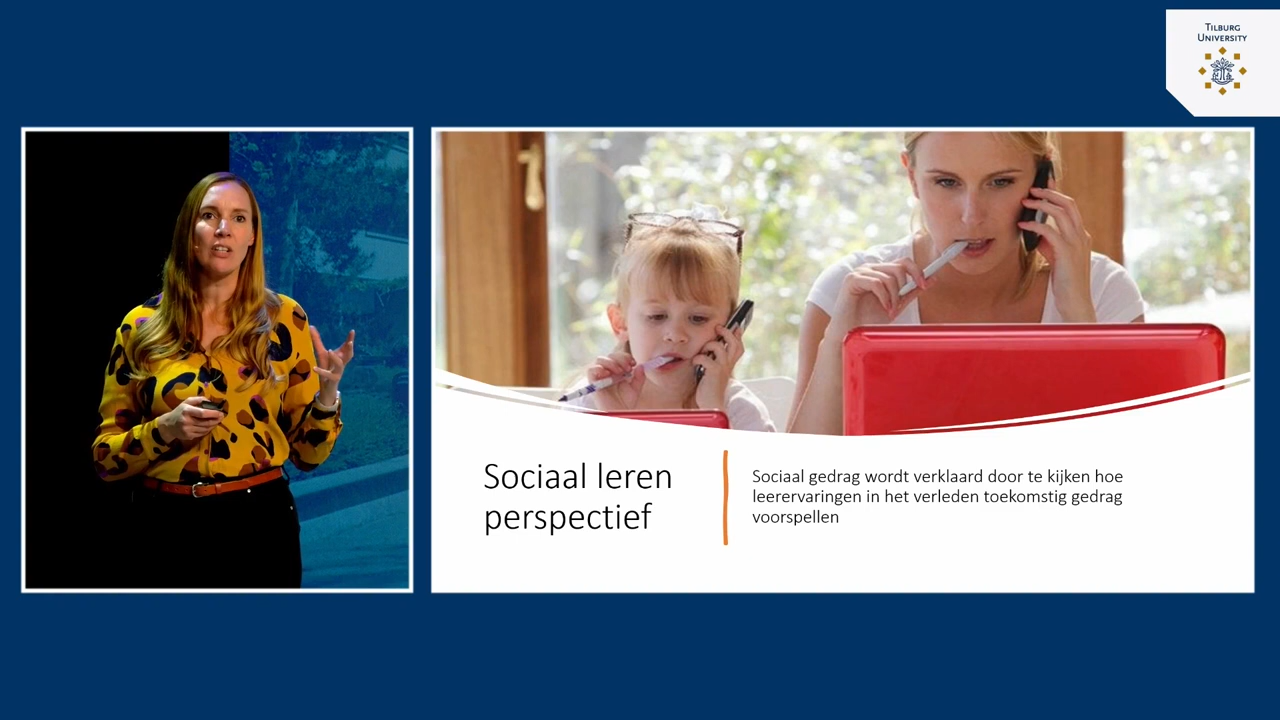 TILBURG
UNIVERSITY
Sociaal leren
perspectief
Sociaal gedrag wordt verklaard door te kijken hoe
leerervaringen in het verleden toekomstig gedrag
voorspellen